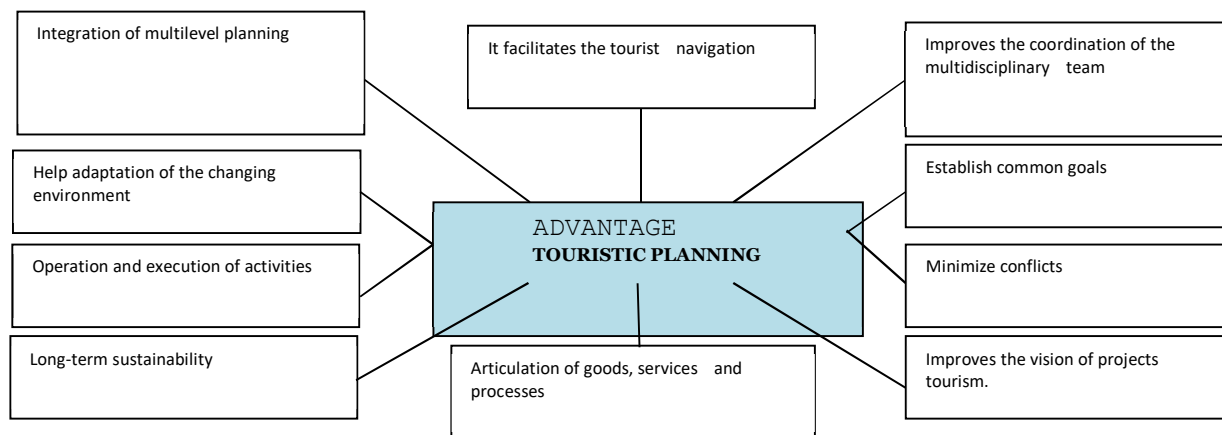 Integration of multilevel planning
It facilitates the tourist navigation
Improves the coordination of the
multidisciplinary team
Help adaptation of the changing
environment
Establish common goals
ADVANTAGE
TOURISTIC PLANNING
Operation and execution of activities
Minimize conflicts
Long-term sustainability
Articulation of goods, services and
processes
Improves the vision of projects
tourism.